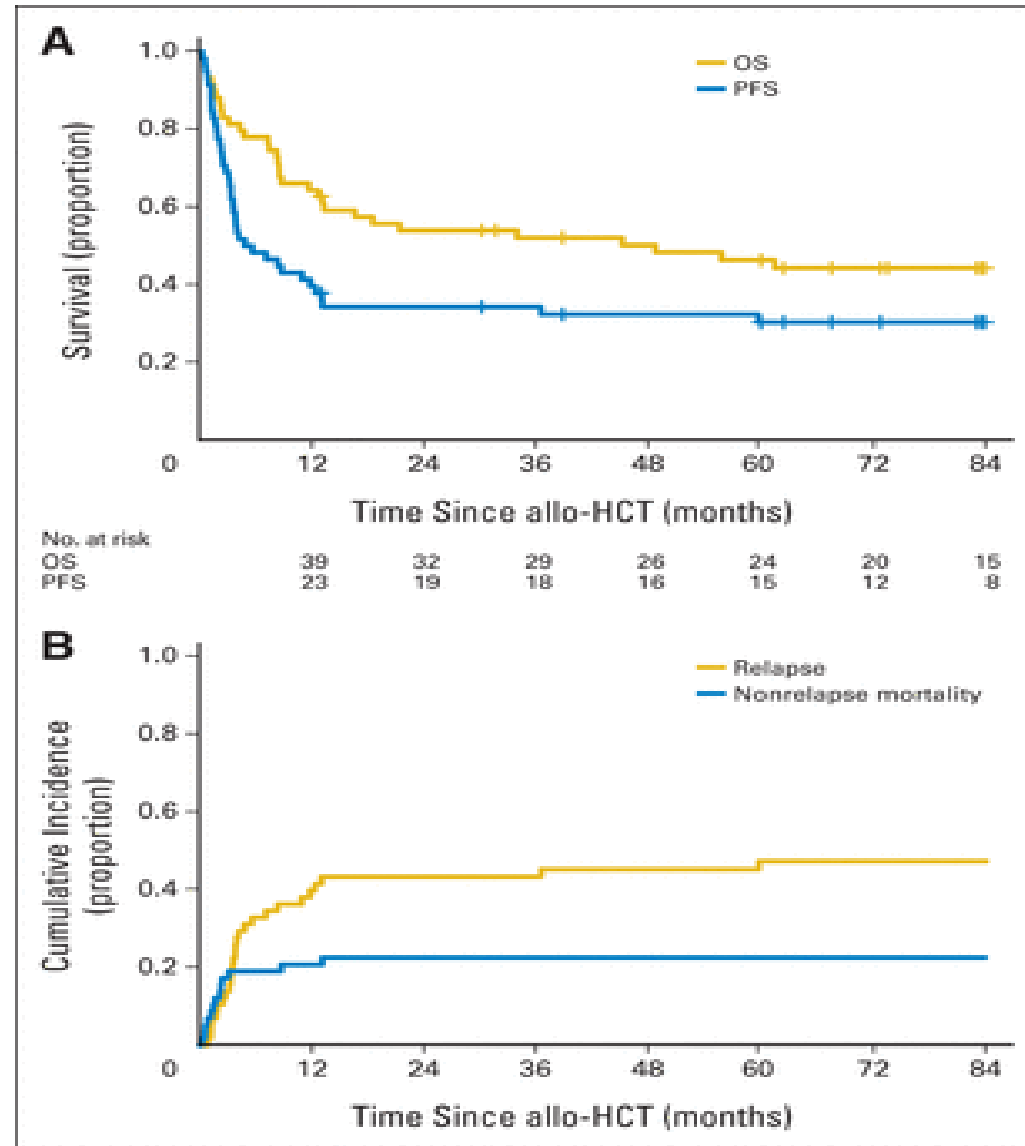 A
OS
PFS
Survival (proportion)
1.0
0.8
0.6
0.4
0.2
0 12 24 36 48 60 72 84
Time Since allo-HCT (months)
No. at risk
OS 39 32 29 26 24 20 15
PFS 23 19 18 16 15 12 8
B
Relapse
Nonrelapse mortality
Cumulative Incidence
(proportion)
1.0
0.8
0.6
0.4
0.2
0 12 24 36 48 60 72 84
Time Since allo-HCT (months)